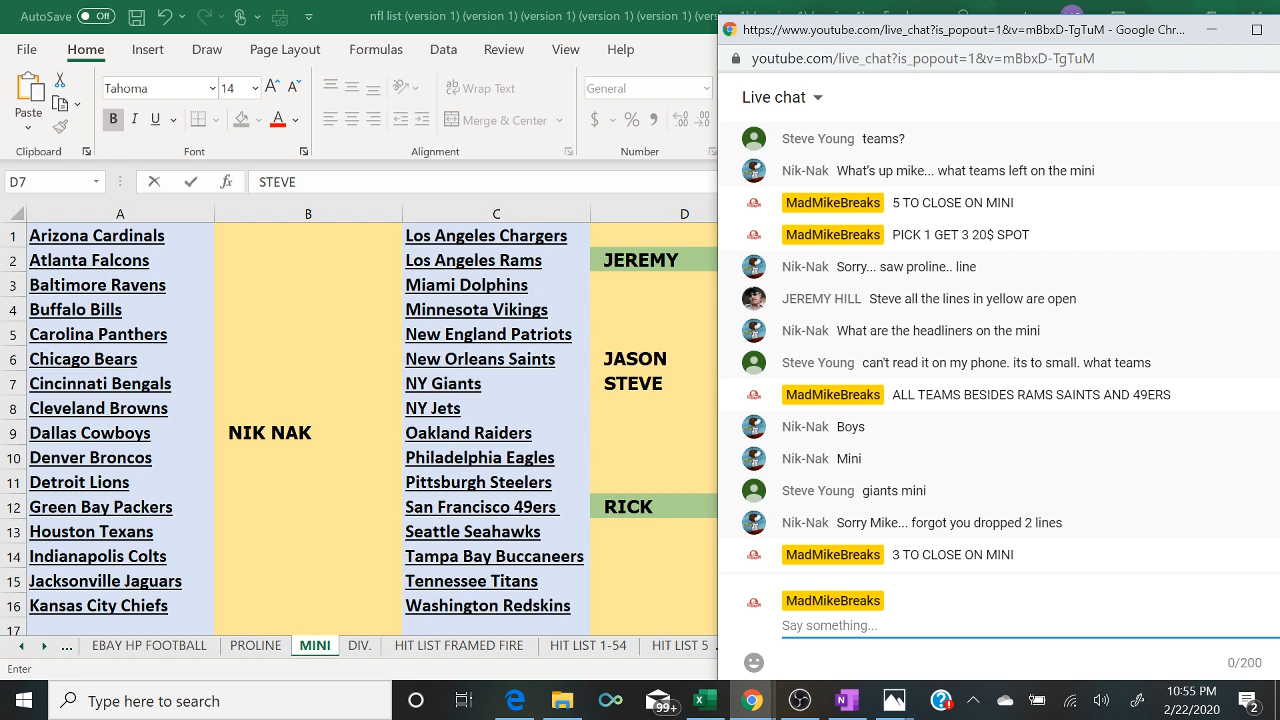 AutoSave Off nfl list (version 1) (version 1) (version 1) (version 1)
File Home Insert Draw Page Layout Formulas Data Review View Help
Paste
Tahoma 14
B I U A
Wrap Text
Merge & Center
General
$ %
Clipboard Font Alignment Number
D7 fx STEVE
A B C D
1 Arizona Cardinals Los Angeles Chargers
2 Atlanta Falcons Los Angeles Rams JEREMY
3 Baltimore Ravens Miami Dolphins
4 Buffalo Bills Minnesota Vikings
5 Carolina Panthers New England Patriots
6 Chicago Bears New Orleans Saints JASON
7 Cincinnati Bengals NY Giants STEVE
8 Cleveland Browns NY Jets
9 Dallas Cowboys NIK NAK Oakland Raiders
10 Denver Broncos Philadelphia Eagles
11 Detroit Lions Pittsburgh Steelers
12 Green Bay Packers San Francisco 49ers RICK
13 Houston Texans Seattle Seahawks
14 Indianapolis Colts Tampa Bay Buccaneers
15 Jacksonville Jaguars Tennessee Titans
16 Kansas City Chiefs Washington Redskins
17
... EBAY HP FOOTBALL PROLINE MINI DIV. HIT LIST FRAMED FIRE HIT LIST 1-54 HIT LIST 5 ...
Enter
https://www.youtube.com/live_chat?is_popout=1&v=mBbxD-TgTuM - Google Chr...
youtube.com/live_chat?is_popout=1&v=mBbxD-TgTuM
Live chat
Steve Young teams?
Nik-Nak What's up mike... what teams left on the mini
MadMikeBreaks 5 TO CLOSE ON MINI
MadMikeBreaks PICK 1 GET 3 20$ SPOT
Nik-Nak Sorry... saw proline.. line
JEREMY HILL Steve all the lines in yellow are open
Nik-Nak What are the headliners on the mini
Steve Young can't read it on my phone. its to small. what teams
MadMikeBreaks ALL TEAMS BESIDES RAMS SAINTS AND 49ERS
Nik-Nak Boys
Nik-Nak Mini
Steve Young giants mini
Nik-Nak Sorry Mike... forgot you dropped 2 lines
MadMikeBreaks 3 TO CLOSE ON MINI
MadMikeBreaks
Say something...
0/200
Type here to search
99+
10:55 PM
2/22/2020
2